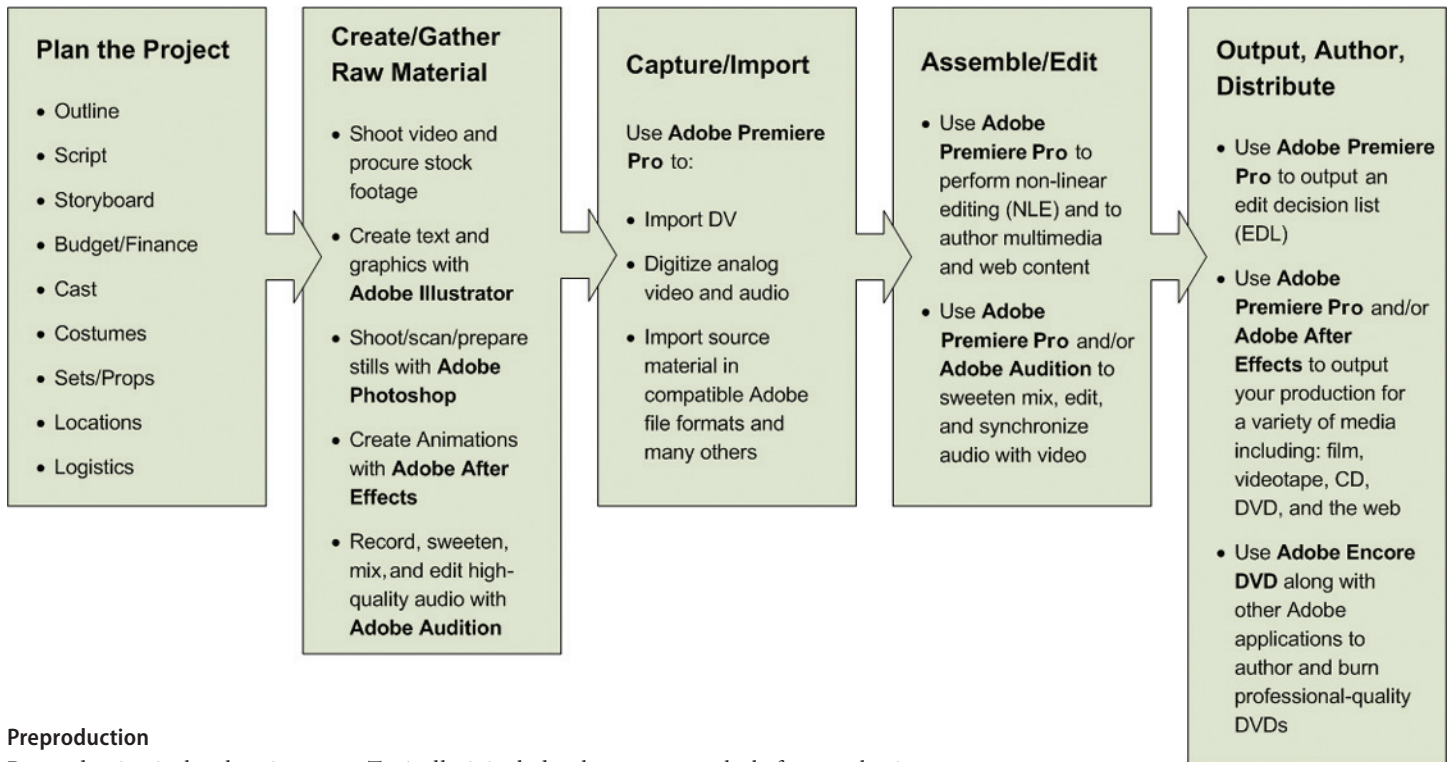 Plan the Project
• Outline
• Script
• Storyboard
• Budget/Finance
• Cast
• Costumes
• Sets/Props
• Locations
• Logistics
Create/Gather
Raw Material
• Shoot video and
procure stock
footage
• Create text and
graphics with
Adobe Illustrator
• Shoot/scan/prepare
stills with Adobe
Photoshop
• Create Animations
with Adobe After
Effects
• Record, sweeten,
mix, and edit high-
quality audio with
Adobe Audition
Capture/Import
Use Adobe Premiere
Pro to:
• Import DV
• Digitize analog
video and audio
• Import source
material in
compatible Adobe
file formats and
many others
Assemble/Edit
• Use Adobe
Premiere Pro to
perform non-linear
editing (NLE) and to
author multimedia
and web content
• Use Adobe
Premiere Pro and/or
Adobe Audition to
sweeten mix, edit,
and synchronize
audio with video
Output, Author,
Distribute
• Use Adobe Premiere
Pro to output an
edit decision list
(EDL)
• Use Adobe
Premiere Pro and/or
Adobe After
Effects to output
your production for
a variety of media
including: film,
videotape, CD,
DVD, and the web
• Use Adobe Encore
DVD along with
other Adobe
applications to
author and burn
professional-quality
DVDs
Preproduction